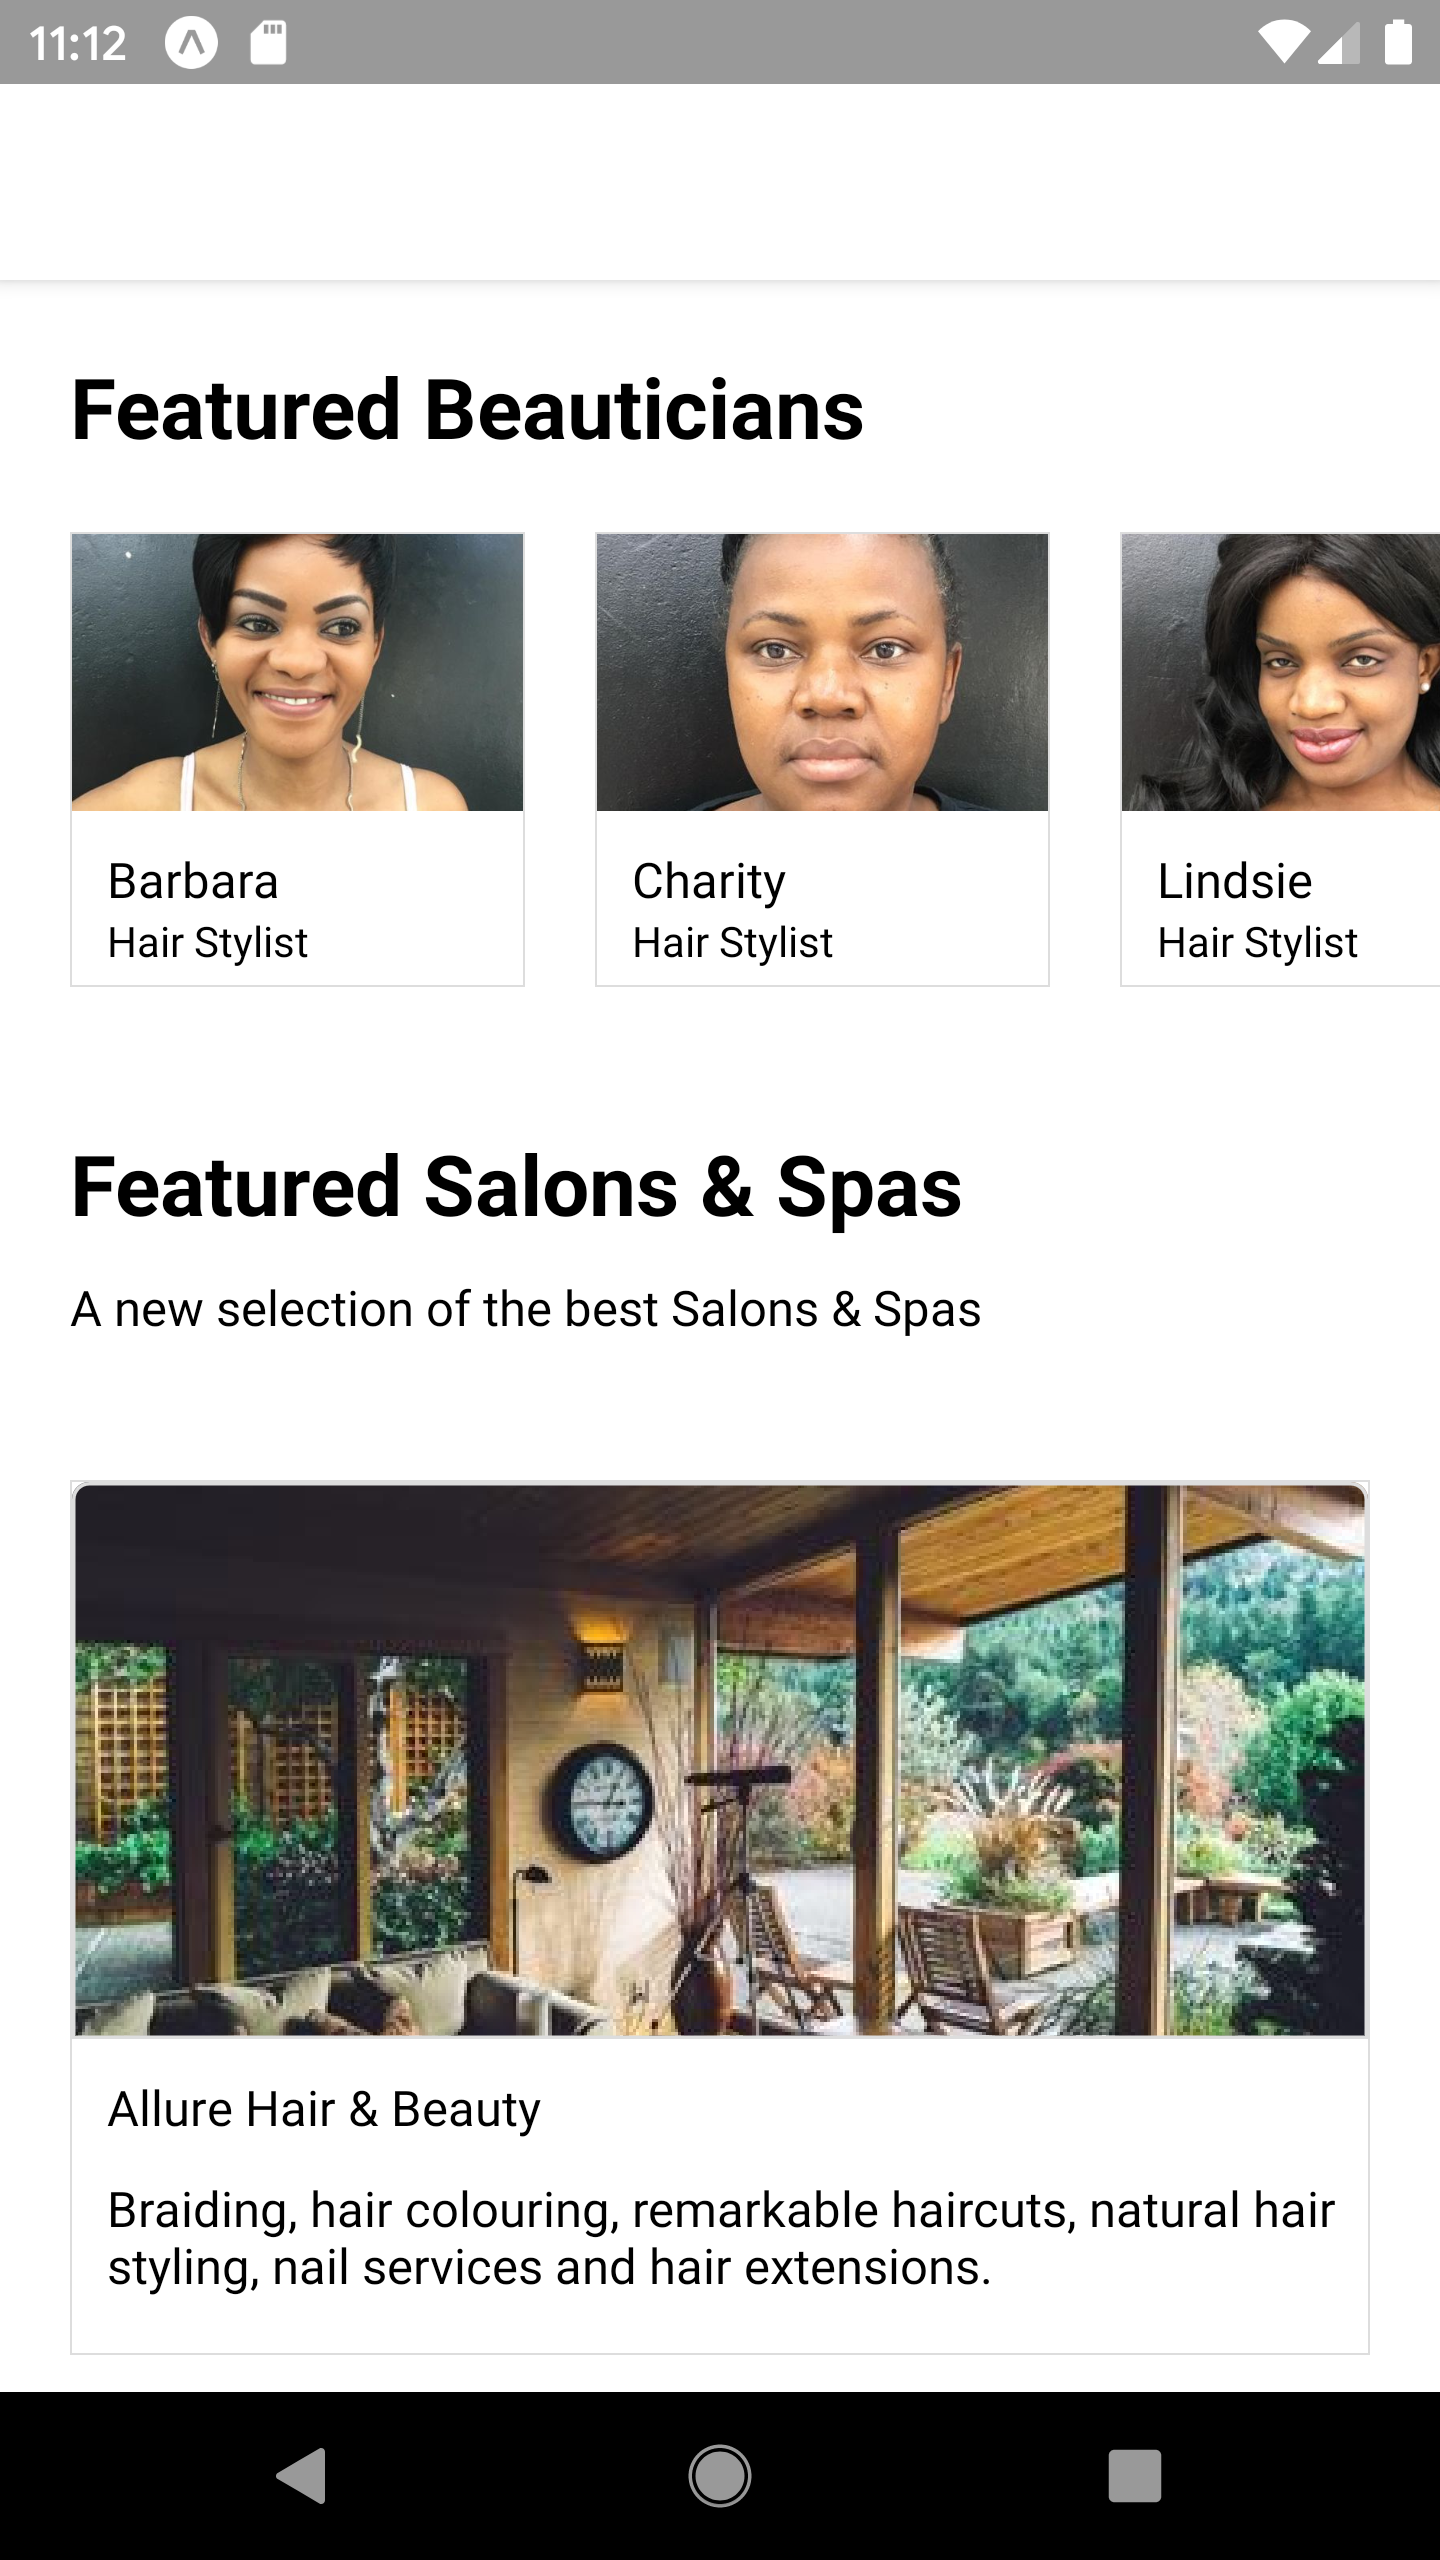 11:12
Featured Beauticians
Barbara
Hair Stylist
Charity
Hair Stylist
Lindsie
Hair Stylist
Featured Salons & Spas
A new selection of the best Salons & Spas
Allure Hair & Beauty
Braiding, hair colouring, remarkable haircuts, natural hair
styling, nail services and hair extensions.